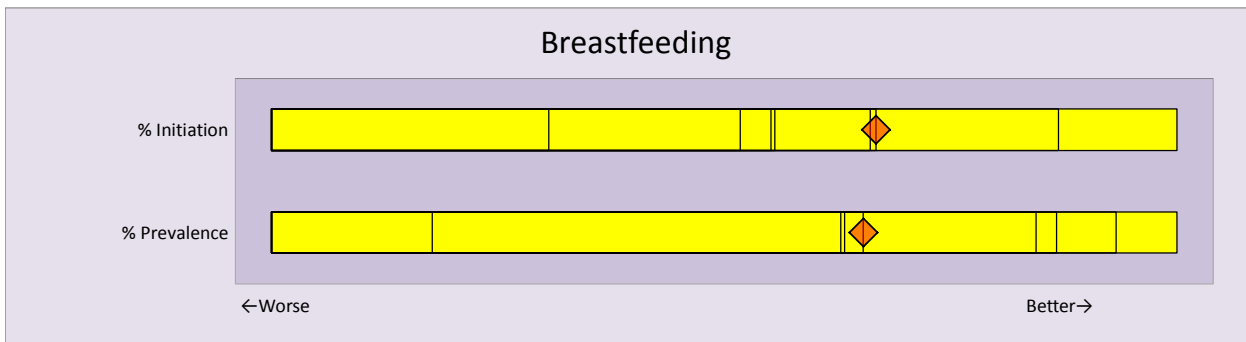 Breastfeeding
% Initiation
% Prevalence
←Worse
Better→